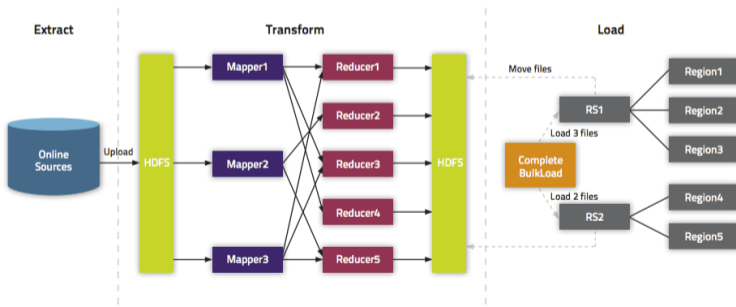 Extract
Transform
Load
Online
Sources
Upload
HDFS
Mapper1
Mapper2
Mapper3
Reducer1
Reducer2
Reducer3
Reducer4
Reducer5
HDFS
Move files
RS1
Load 3 files
Complete
BulkLoad
Load 2 files
RS2
Region1
Region2
Region3
Region4
Region5